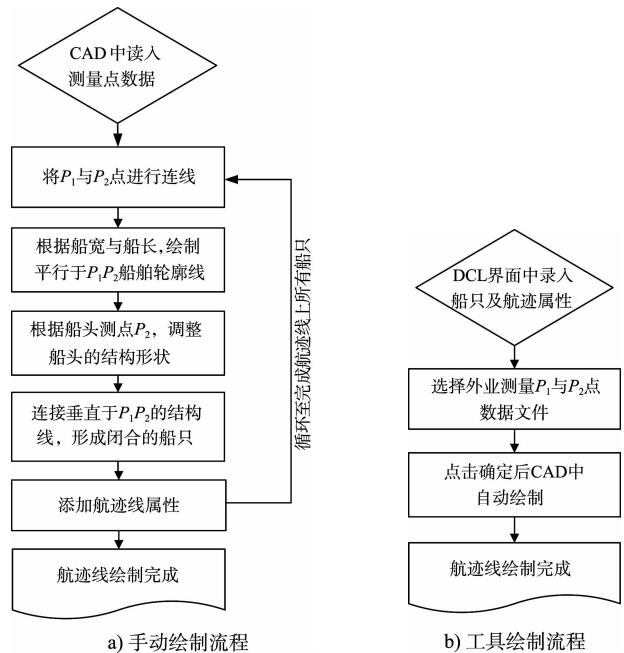 CAD中读入
测量点数据
将P₁与P₂点进行连线
根据船宽与船长,绘制
平行于P₁P₂船舶轮廓线
根据船头测点P₂，调整
船头的结构形状
连接垂直于P₁P₂的结构
线，形成闭合的船只
添加航迹线属性
航迹线绘制完成
循环至完成航迹线上所有船只
a) 手动绘制流程
DCL界面中录入
船只及航迹属性
选择外业测量P₁与P₂点
数据文件
点击确定后CAD中
自动绘制
航迹线绘制完成
b) 工具绘制流程